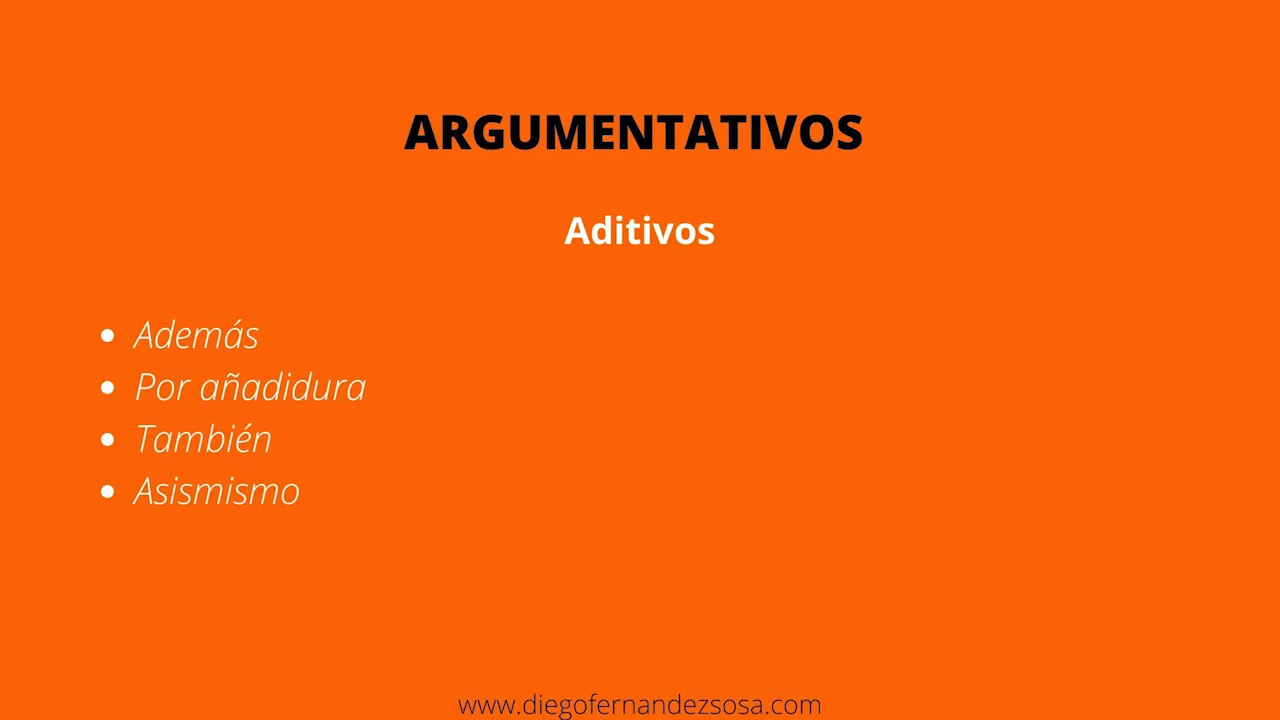 ARGUMENTATIVOS
Aditivos
• Además
• Por añadidura
• También
• Asismismo
www.diegofernandezsosa.com